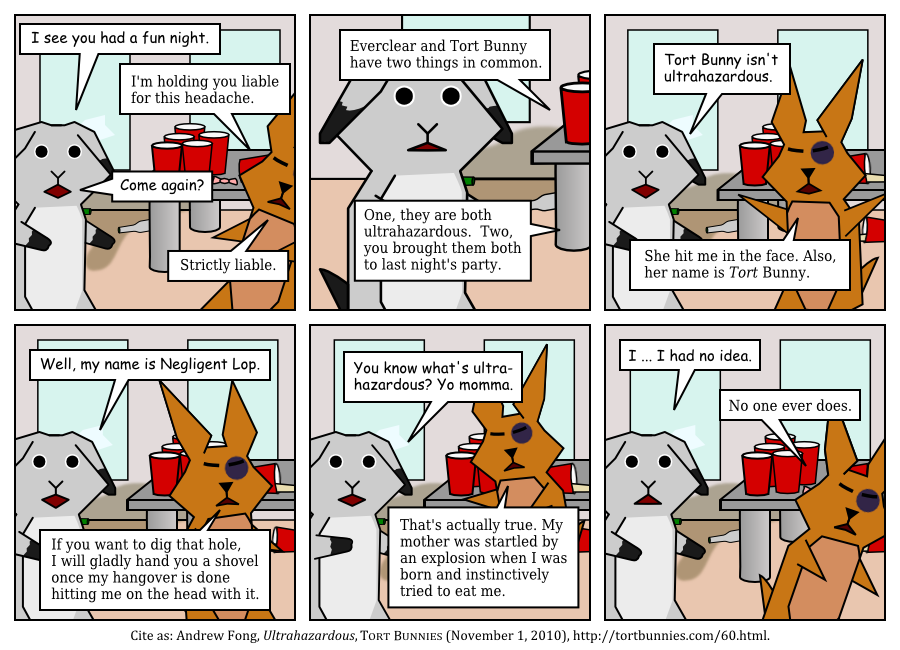 I see you had a fun night.
I'm holding you liable
for this headache.
Come again?
Strictly liable.
Everclear and Tort Bunny
have two things in common.
One, they are both
ultrahazardous.  Two,
you brought them both
to last night's party.
Tort Bunny isn't
ultrahazardous.
She hit me in the face. Also,
her name is Tort Bunny.
Well, my name is Negligent Lop.
If you want to dig that hole,
I will gladly hand you a shovel
once my hangover is done
hitting me on the head with it.
You know what's ultra-
hazardous? Yo momma.
That's actually true. My
mother was startled by
an explosion when I was
born and instinctively
tried to eat me.
I ... I had no idea.
No one ever does.
Cite as: Andrew Fong, Ultrahazardous, TORT BUNNIES (November 1, 2010), http://tortbunnies.com/60.html.